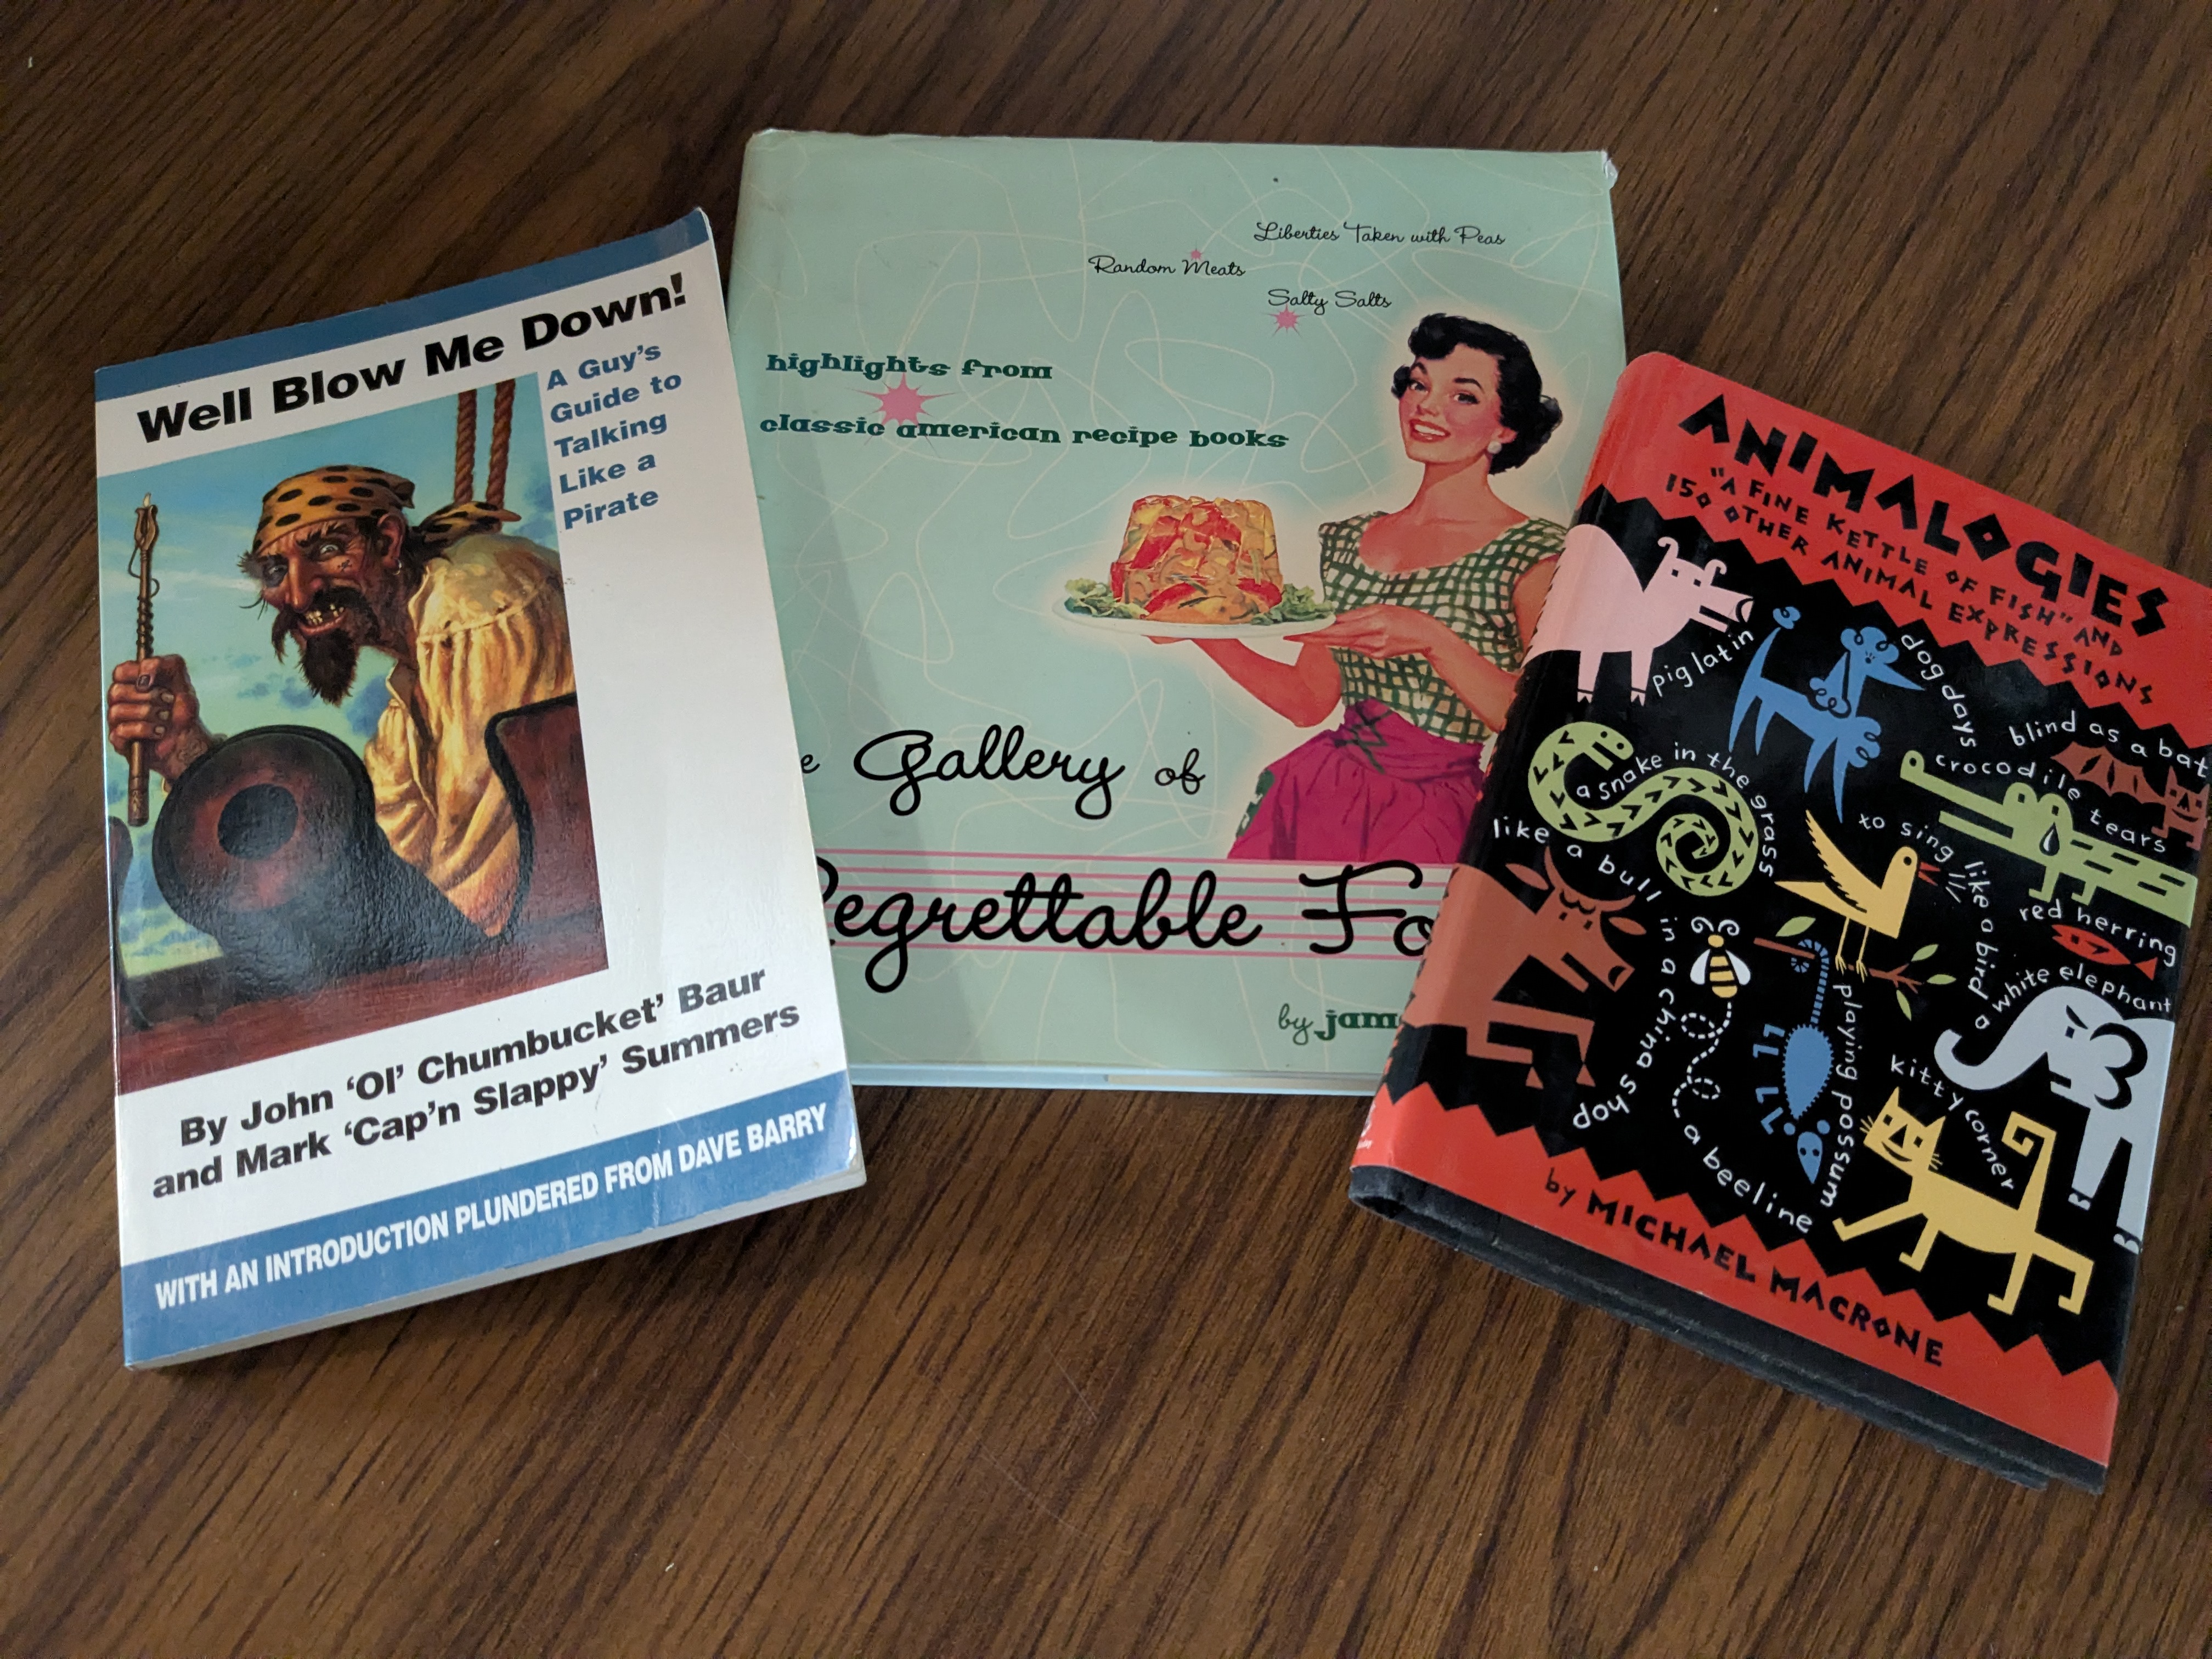 Well Blow Me Down!
A Guy's
Guide to
Talking
Like a
Pirate
By John 'Ol' Chumbucket' Baur
and Mark 'Cap'n Slappy' Summers
WITH AN INTRODUCTION PLUNDERED FROM DAVE BARRY
Liberties Taken with Peas
Random Meats
Salty Salts
highlights from
classic american recipe books
e Gallery of
Regrettable Fo
by jam
ANIMALOGIES
"A FINE KETTLE OF FISH" AND
150 OTHER ANIMAL EXPRESSIONS
pig latin
dog days
blind as a bat
a snake in the grass
crocodile tears
like a bull in a china shop
to sing like a bird
red herring
a white elephant
playing possum
kitty corner
a beeline
by MICHAEL MACRONE